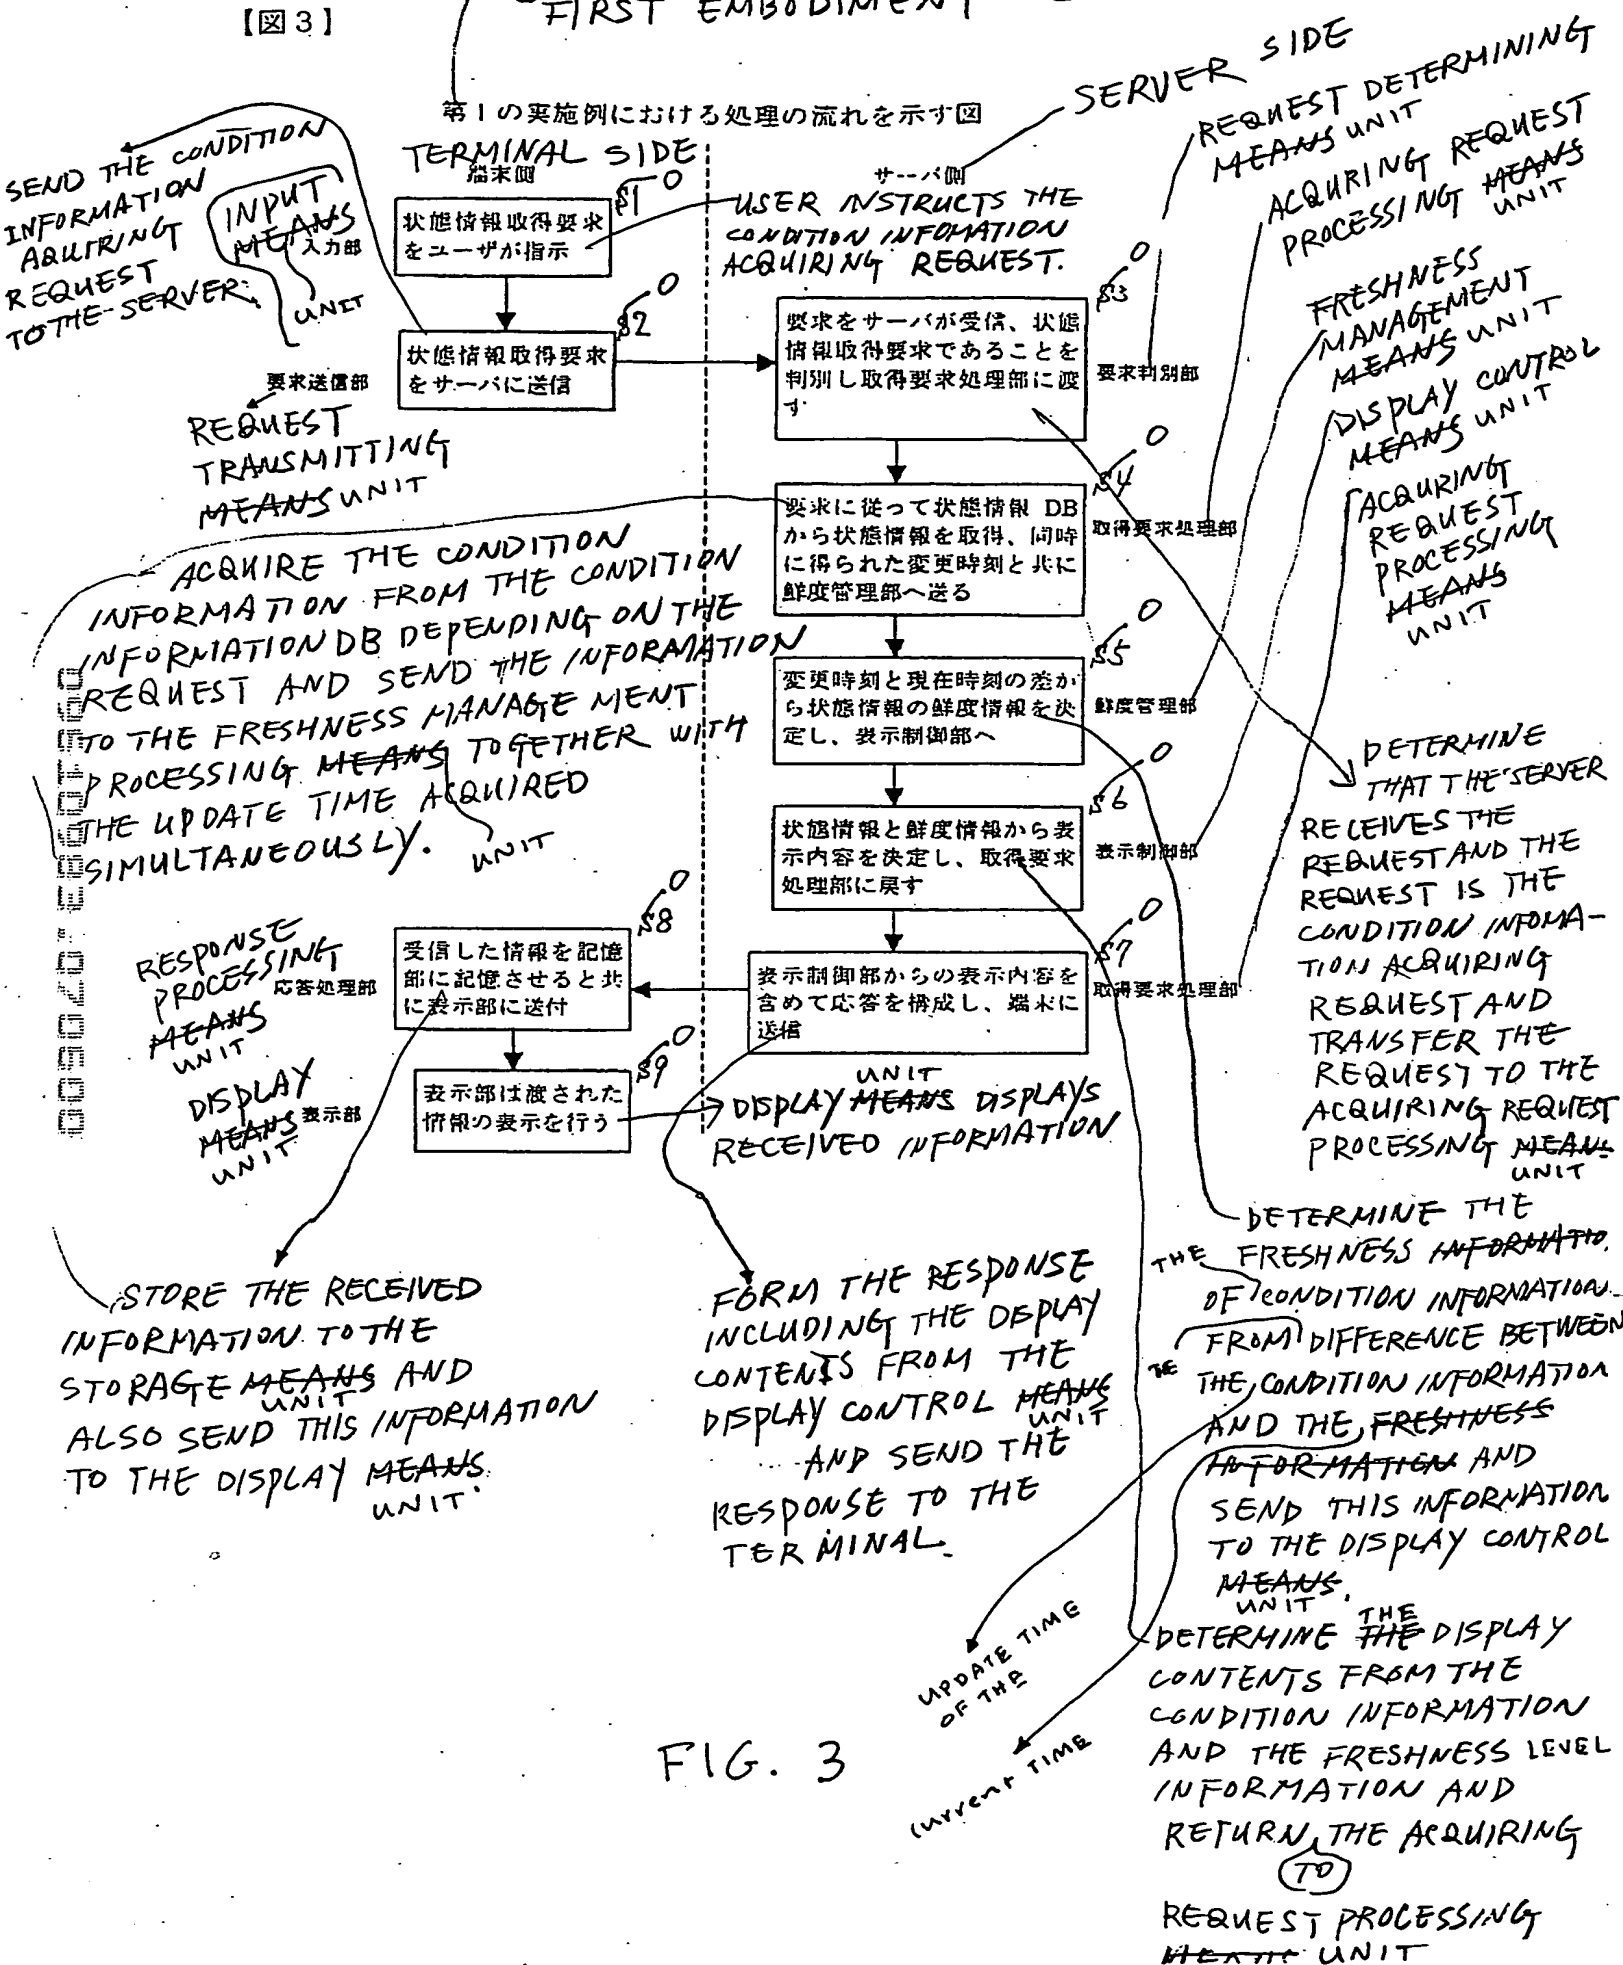 【図3】
FIRST EMBODIMENT
第1の実施例における処理の流れを示す図
SERVER SIDE
TERMINAL SIDE
端末側
サーバ側
SEND THE CONDITION
INFORMATION
AQUIRING
REQUEST
TO THE SERVER.
INPUT
MEANS
入力部
UNIT
S10
状態情報取得要求
をユーザが指示
USER INSTRUCTS THE
CONDITION INFOMATION
ACQUIRING REQUEST.
REQUEST DETERMINING
MEANS UNIT
ACQURING REQUEST
PROCESSING MEANS
UNIT
FRESHNESS
MANAGEMENT
MEANS UNIT
DISPLAY CONTROL
MEANS UNIT
ACQURING
REQUEST
PROCESSING
MEANS
UNIT
S20
状態情報取得要求
をサーバに送信
要求送信部
REQUEST
TRANSMITTING
MEANS UNIT
S30
要求をサーバが受信、状態
情報取得要求であることを
判別し取得要求処理部に渡
す
要求判別部
S40
要求に従って状態情報 DB
から状態情報を取得、同時
に得られた変更時刻と共に
鮮度管理部へ送る
取得要求処理部
ACQUIRE THE CONDITION
INFORMATION FROM THE CONDITION
INFORMATION DB DEPENDING ON THE
REQUEST AND SEND THE INFORMATION
TO THE FRESHNESS MANAGE MENT
PROCESSING MEANS TOGETHER WITH
THE UPDATE TIME ACQUIRED
SIMULTANEOUSLY.
UNIT
S50
変更時刻と現在時刻の差か
ら状態情報の鮮度情報を決
定し、表示制御部へ
鮮度管理部
S60
状態情報と鮮度情報から表
示内容を決定し、取得要求
処理部に戻す
表示制御部
S70
表示制御部からの表示内容を
含めて応答を構成し、端末に
送信
取得要求処理部
S80
受信した情報を記憶
部に記憶させると共
に表示部に送付
応答処理部
RESPONSE
PROCESSING
MEANS
UNIT
S90
表示部は渡された
情報の表示を行う
表示部
DISPLAY
MEANS
UNIT
UNIT
DISPLAY MEANS DISPLAYS
RECEIVED INFORMATION
DETERMINE
THAT THE SERVER
RECEIVES THE
REQUEST AND THE
REQUEST IS THE
CONDITION INFOMA-
TION ACQUIRING
REQUEST AND
TRANSFER THE
REQUEST TO THE
ACQUIRING REQUEST
PROCESSING MEANS
UNIT
STORE THE RECEIVED
INFORMATION TO THE
STORAGE MEANS AND
UNIT
ALSO SEND THIS INFORMATION
TO THE DISPLAY MEANS.
UNIT.
FORM THE RESPONSE
INCLUDING THE DISPLAY
CONTENTS FROM THE
DISPLAY CONTROL MEANS
UNIT
AND SEND THE
RESPONSE TO THE
TERMINAL.
DETERMINE THE
FRESHNESS INFORMATIO
THE
OF CONDITION INFORMATION
FROM DIFFERENCE BETWEEN
THE
THE CONDITION INFORMATION
AND THE FRESHNESS
INFORMATION AND
SEND THIS INFORMATION
TO THE DISPLAY CONTROL
MEANS.
UNIT
UPDATE TIME
OF THE
current TIME
THE
DETERMINE THE DISPLAY
CONTENTS FROM THE
CONDITION INFORMATION
AND THE FRESHNESS LEVEL
INFORMATION AND
RETURN THE ACQUIRING
TO
REQUEST PROCESSING
MEANS UNIT
FIG. 3